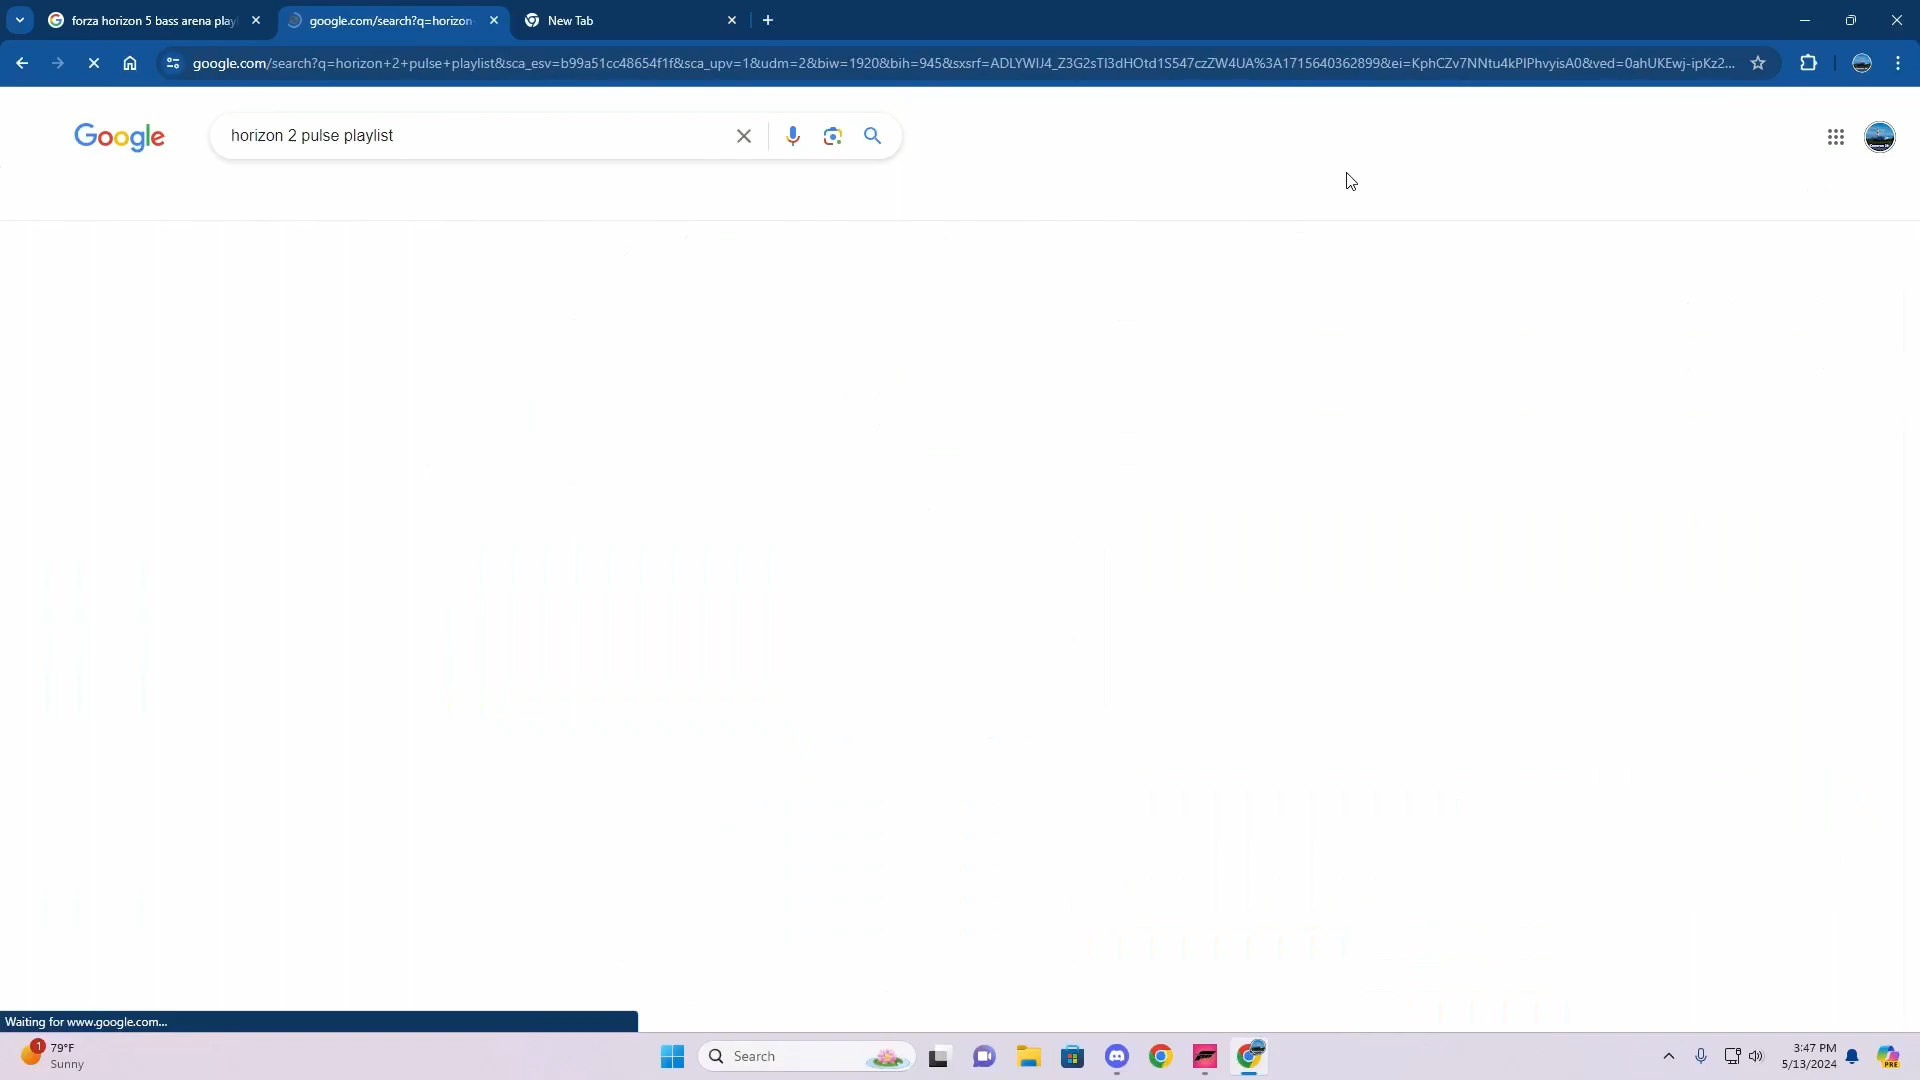 forza horizon 5 bass arena play
google.com/search?q=horizon
New Tab
google.com/search?q=horizon+2+pulse+playlist&sca_esv=b99a51cc48654f1f&sca_upv=1&udm=2&biw=1920&bih=945&sxsrf=ADLYWIJ4_Z3G2sTI3dHOtd1S547czZW4UA%3A1715640362899&ei=KphCZv7NNtu4kPIPhvyisA0&ved=0ahUKEwj-ipKz2...
Google
horizon 2 pulse playlist
Waiting for www.google.com...
1
79°F
Sunny
Search
3:47 PM
5/13/2024
PRE